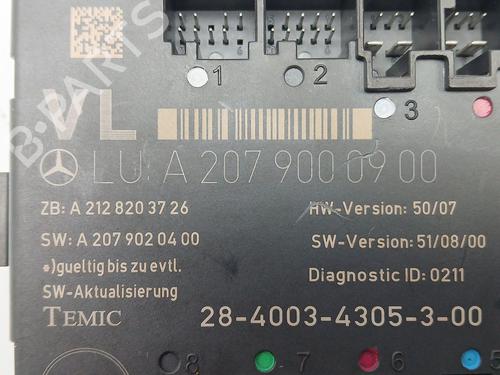 1
2
3
VL
LU: A 207 900 09 00
ZB: A 212 820 37 26
HW-Version: 50/07
SW: A 207 902 04 00
SW-Version: 51/08/00
*)gueltig bis zu evtl.
SW-Aktualisierung
Diagnostic ID: 0211
TEMIC
28-4003-4305-3-00
8
7
6
5
B-PARTS